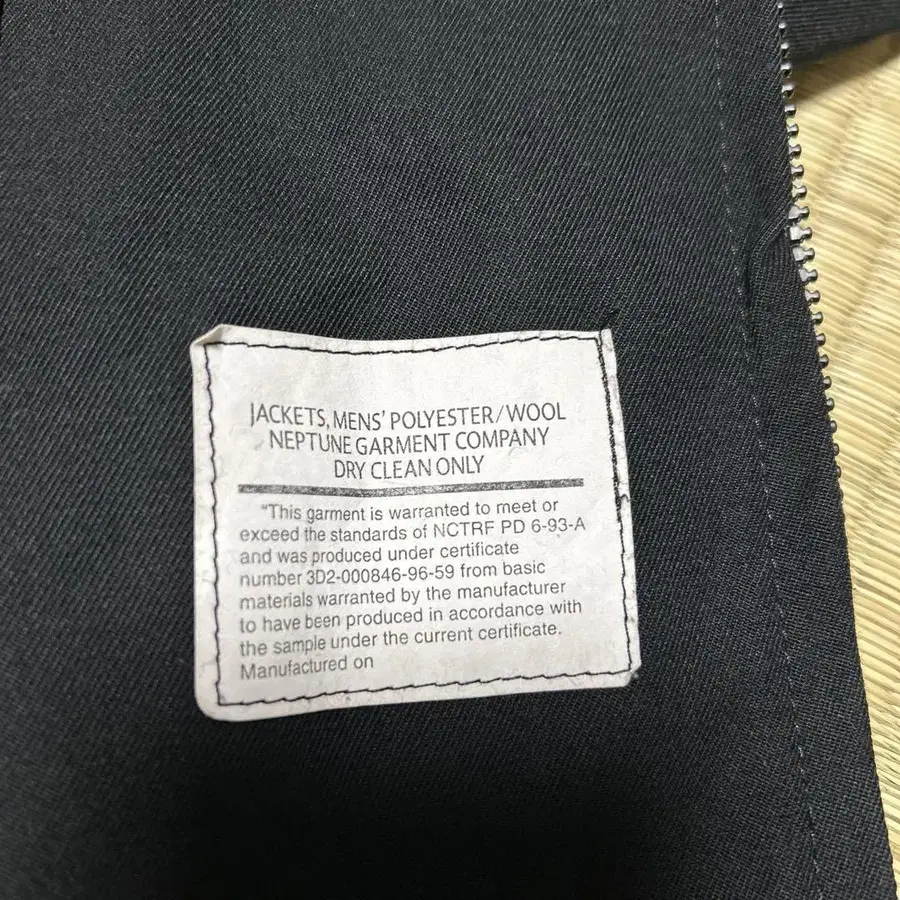 JACKETS, MENS' POLYESTER/WOOL
NEPTUNE GARMENT COMPANY
DRY CLEAN ONLY
"This garment is warranted to meet or
exceed the standards of NCTRF PD 6-93-A
and was produced under certificate
number 3D2-000846-96-59 from basic
materials warranted by the manufacturer
to have been produced in accordance with
the sample under the current certificate.
Manufactured on